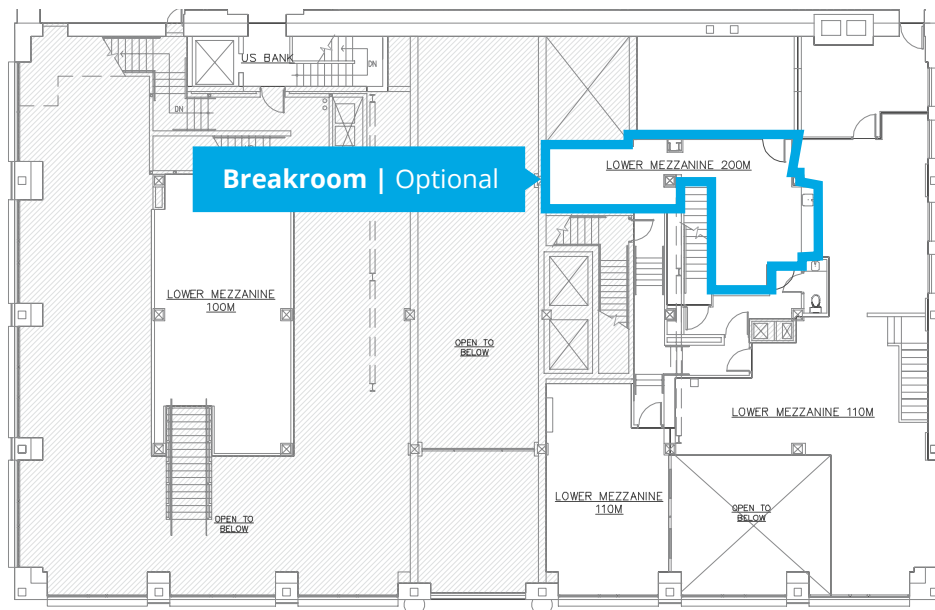 US BANK
DN
DN
Breakroom | Optional
LOWER MEZZANINE 200M
LOWER MEZZANINE
100M
OPEN TO
BELOW
LOWER MEZZANINE 110M
LOWER MEZZANINE
110M
OPEN TO
BELOW
OPEN TO
BELOW